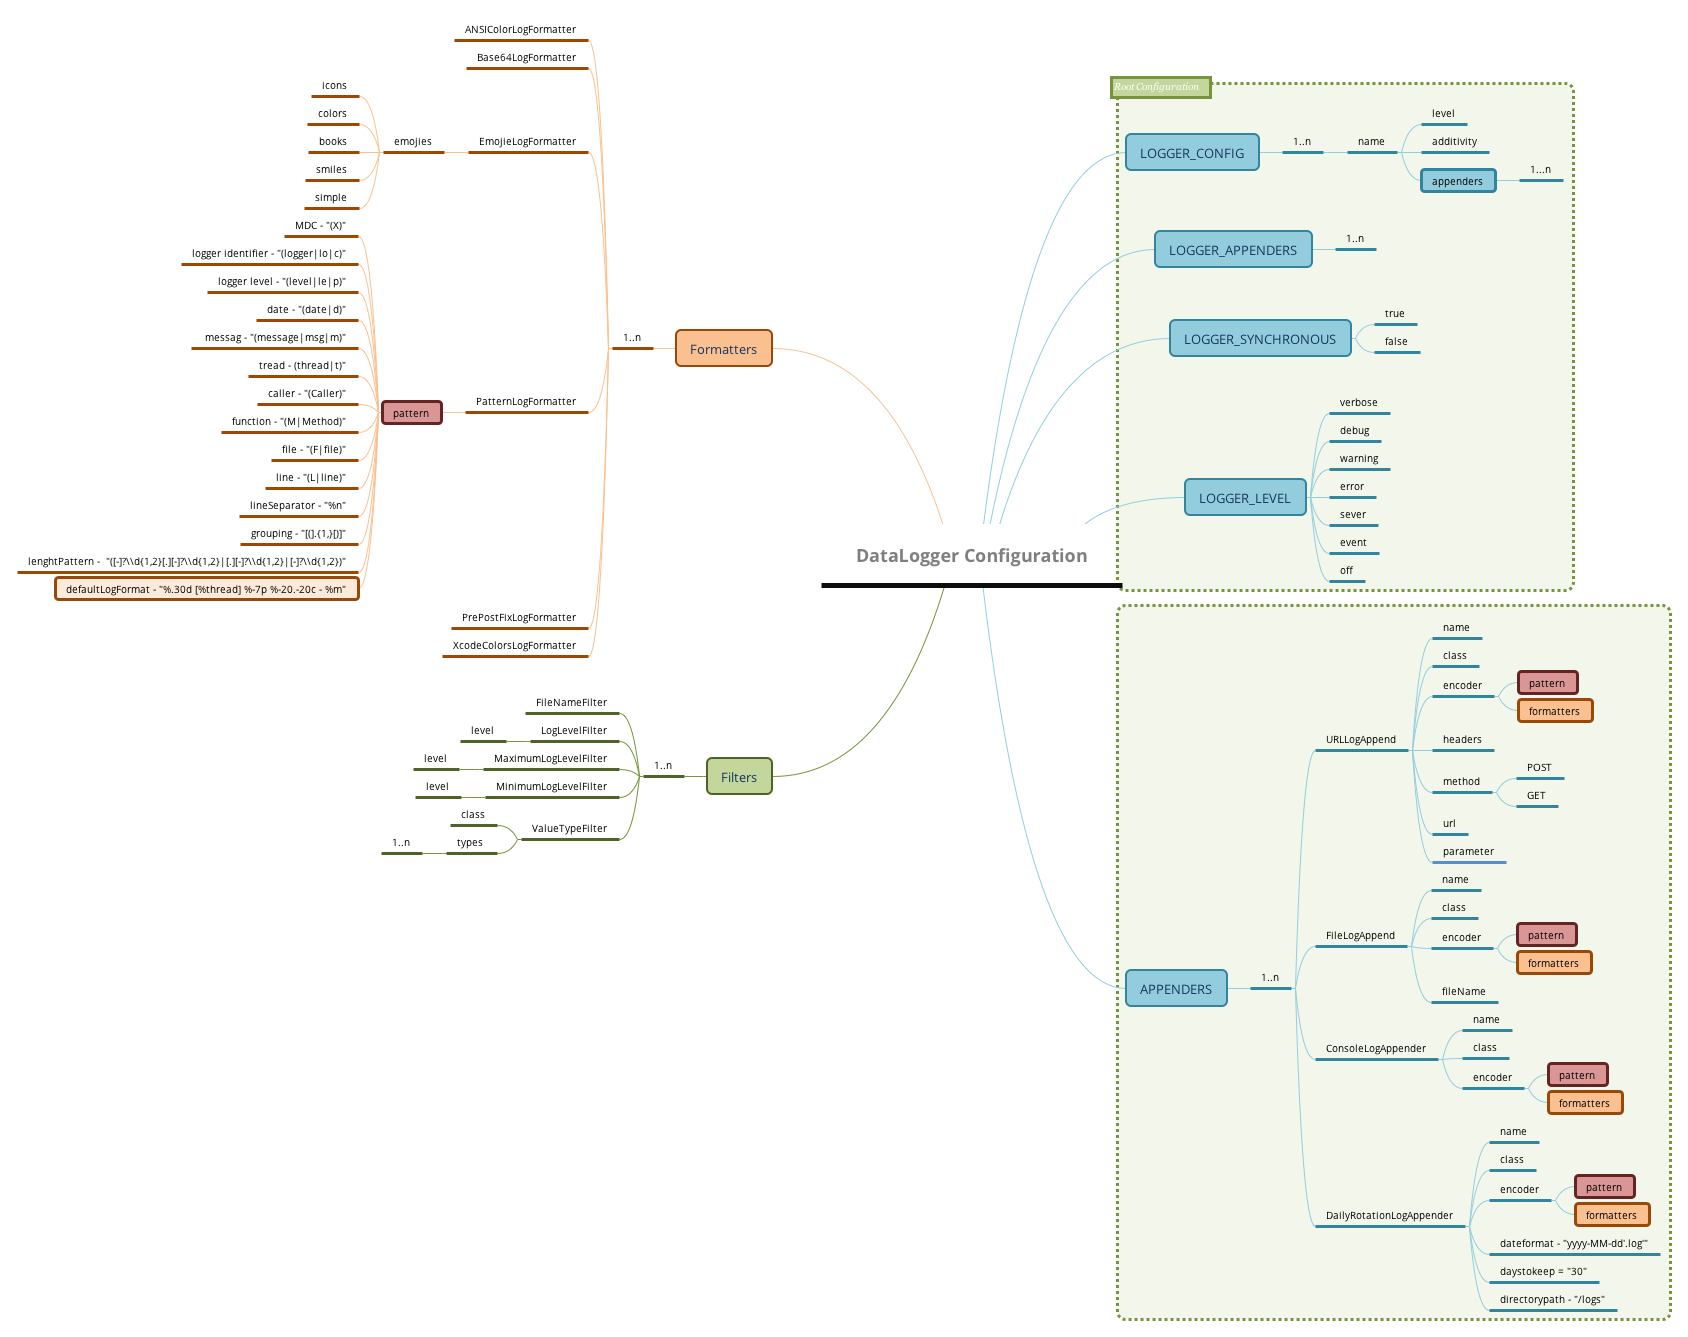 DataLogger Configuration
Formatters
1..n
ANSIColorLogFormatter
Base64LogFormatter
EmojieLogFormatter
emojies
icons
colors
books
smiles
simple
PatternLogFormatter
pattern
MDC - "(X)"
logger identifier - "(logger|lo|c)"
logger level - "(level|le|p)"
date - "(date|d)"
messag - "(message|msg|m)"
tread - (thread|t)"
caller - "(Caller)"
function - "(M|Method)"
file - "(F|file)"
line - "(L|line)"
lineSeparator - "%n"
grouping - "[(].{1,}[)]"
lenghtPattern - "([-]?\\d{1,2}[.][-]?\\d{1,2}|[.][-]?\\d{1,2}|[-]?\\d{1,2})"
defaultLogFormat - "%.30d [%thread] %-7p %-20.-20c - %m"
PrePostFixLogFormatter
XcodeColorsLogFormatter
Filters
1..n
FileNameFilter
LogLevelFilter
level
MaximumLogLevelFilter
level
MinimumLogLevelFilter
level
ValueTypeFilter
class
types
1..n
Root Configuration
LOGGER_CONFIG
1..n
name
level
additivity
appenders
1...n
LOGGER_APPENDERS
1..n
LOGGER_SYNCHRONOUS
true
false
LOGGER_LEVEL
verbose
debug
warning
error
sever
event
off
APPENDERS
1..n
URLLogAppend
name
class
encoder
pattern
formatters
headers
method
POST
GET
url
parameter
FileLogAppend
name
class
encoder
pattern
formatters
fileName
ConsoleLogAppender
name
class
encoder
pattern
formatters
DailyRotationLogAppender
name
class
encoder
pattern
formatters
dateformat - "yyyy-MM-dd'.log'"
daystokeep = "30"
directorypath - "/logs"